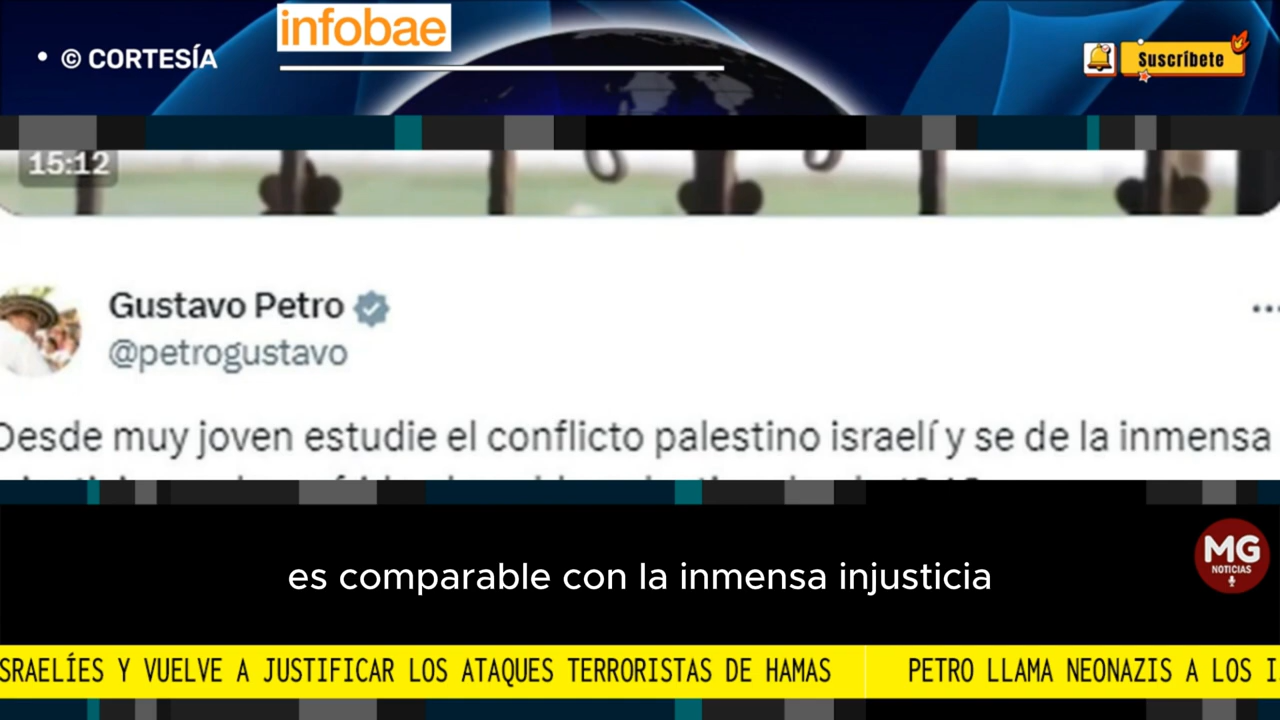 infobae
• © CORTESÍA
Suscríbete
15:12
Gustavo Petro
@petrogustavo
Desde muy joven estudie el conflicto palestino israelí y se de la inmensa
es comparable con la inmensa injusticia
MG
NOTICIAS
SRAELÍES Y VUELVE A JUSTIFICAR LOS ATAQUES TERRORISTAS DE HAMAS PETRO LLAMA NEONAZIS A LOS I